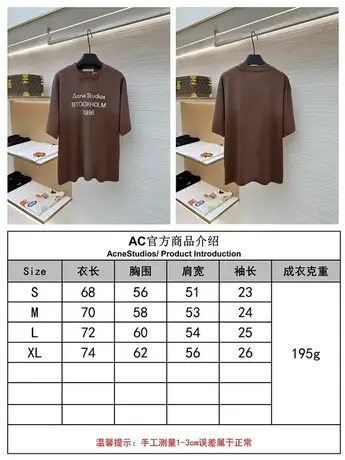 Acne Studios
STOCKHOLM
1996
AC官方商品介绍
AcneStudios/ Product Introduction
Size 衣长 胸围 肩宽 袖长 成衣克重
S 68 56 51 23
M 70 58 53 24
L 72 60 54 25
XL 74 62 56 26
195g
温馨提示：手工测量1-3cm误差属于正常